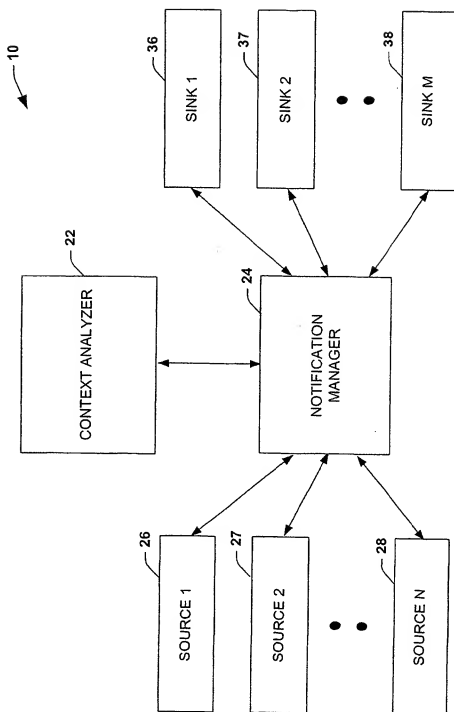 10
22
CONTEXT ANALYZER
26
SOURCE 1
27
SOURCE 2
28
SOURCE N
24
NOTIFICATION
MANAGER
36
SINK 1
37
SINK 2
38
SINK M